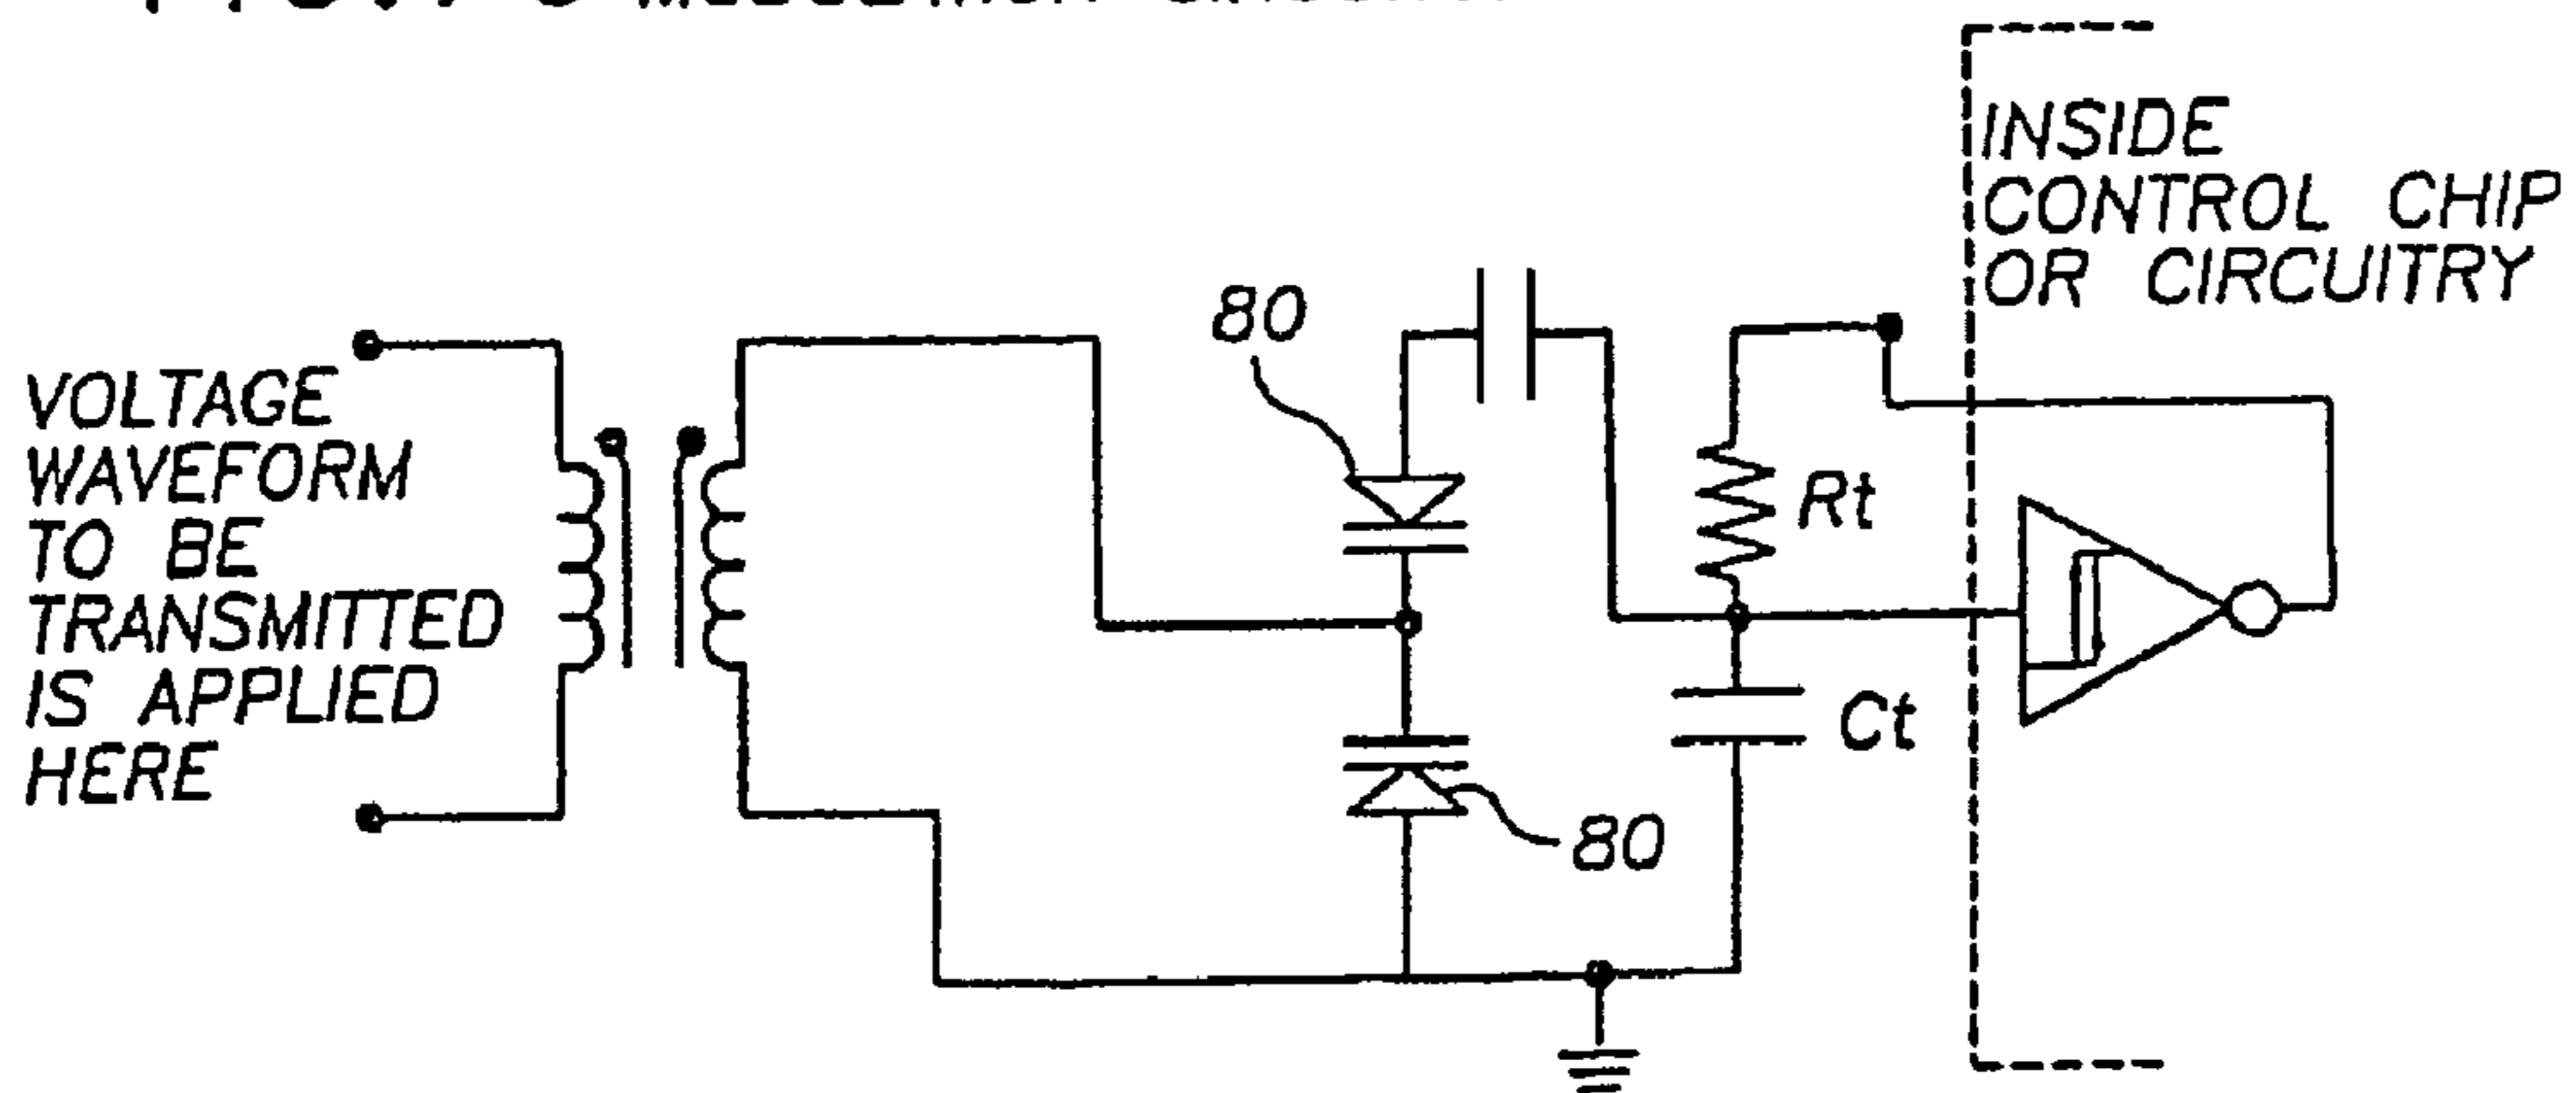 80
INSIDE
CONTROL CHIP
OR CIRCUITRY
VOLTAGE
WAVEFORM
TO BE
TRANSMITTED
IS APPLIED
HERE
Rt
Ct
80